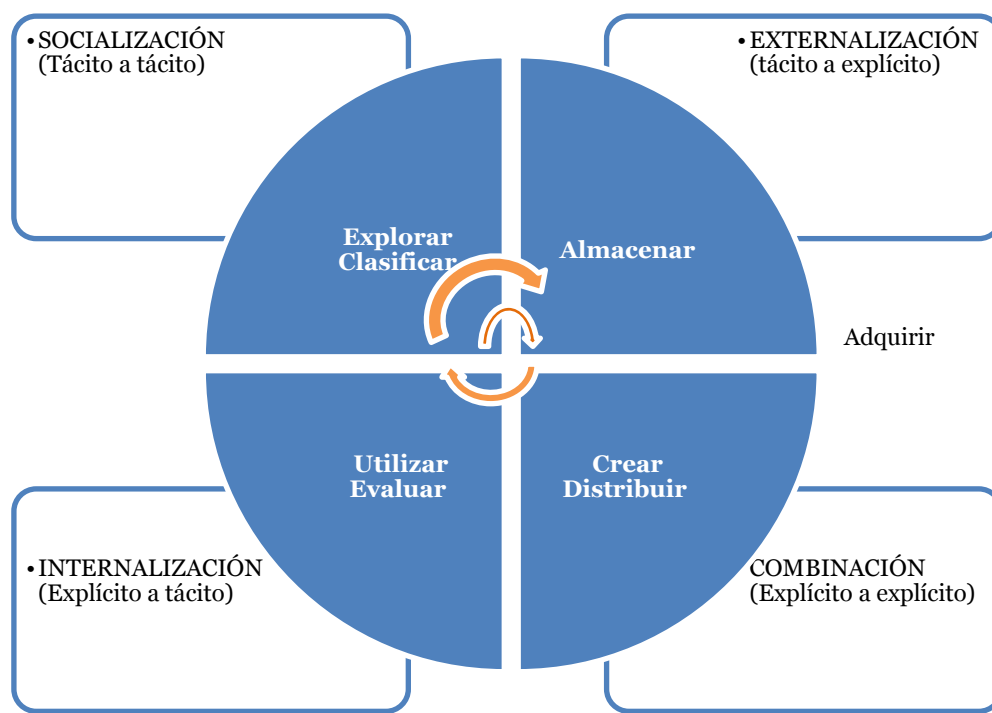 • SOCIALIZACIÓN
(Tácito a tácito)
• EXTERNALIZACIÓN
(tácito a explícito)
Explorar
Clasificar
Almacenar
Adquirir
Utilizar
Evaluar
Crear
Distribuir
• INTERNALIZACIÓN
(Explícito a tácito)
COMBINACIÓN
(Explícito a explícito)